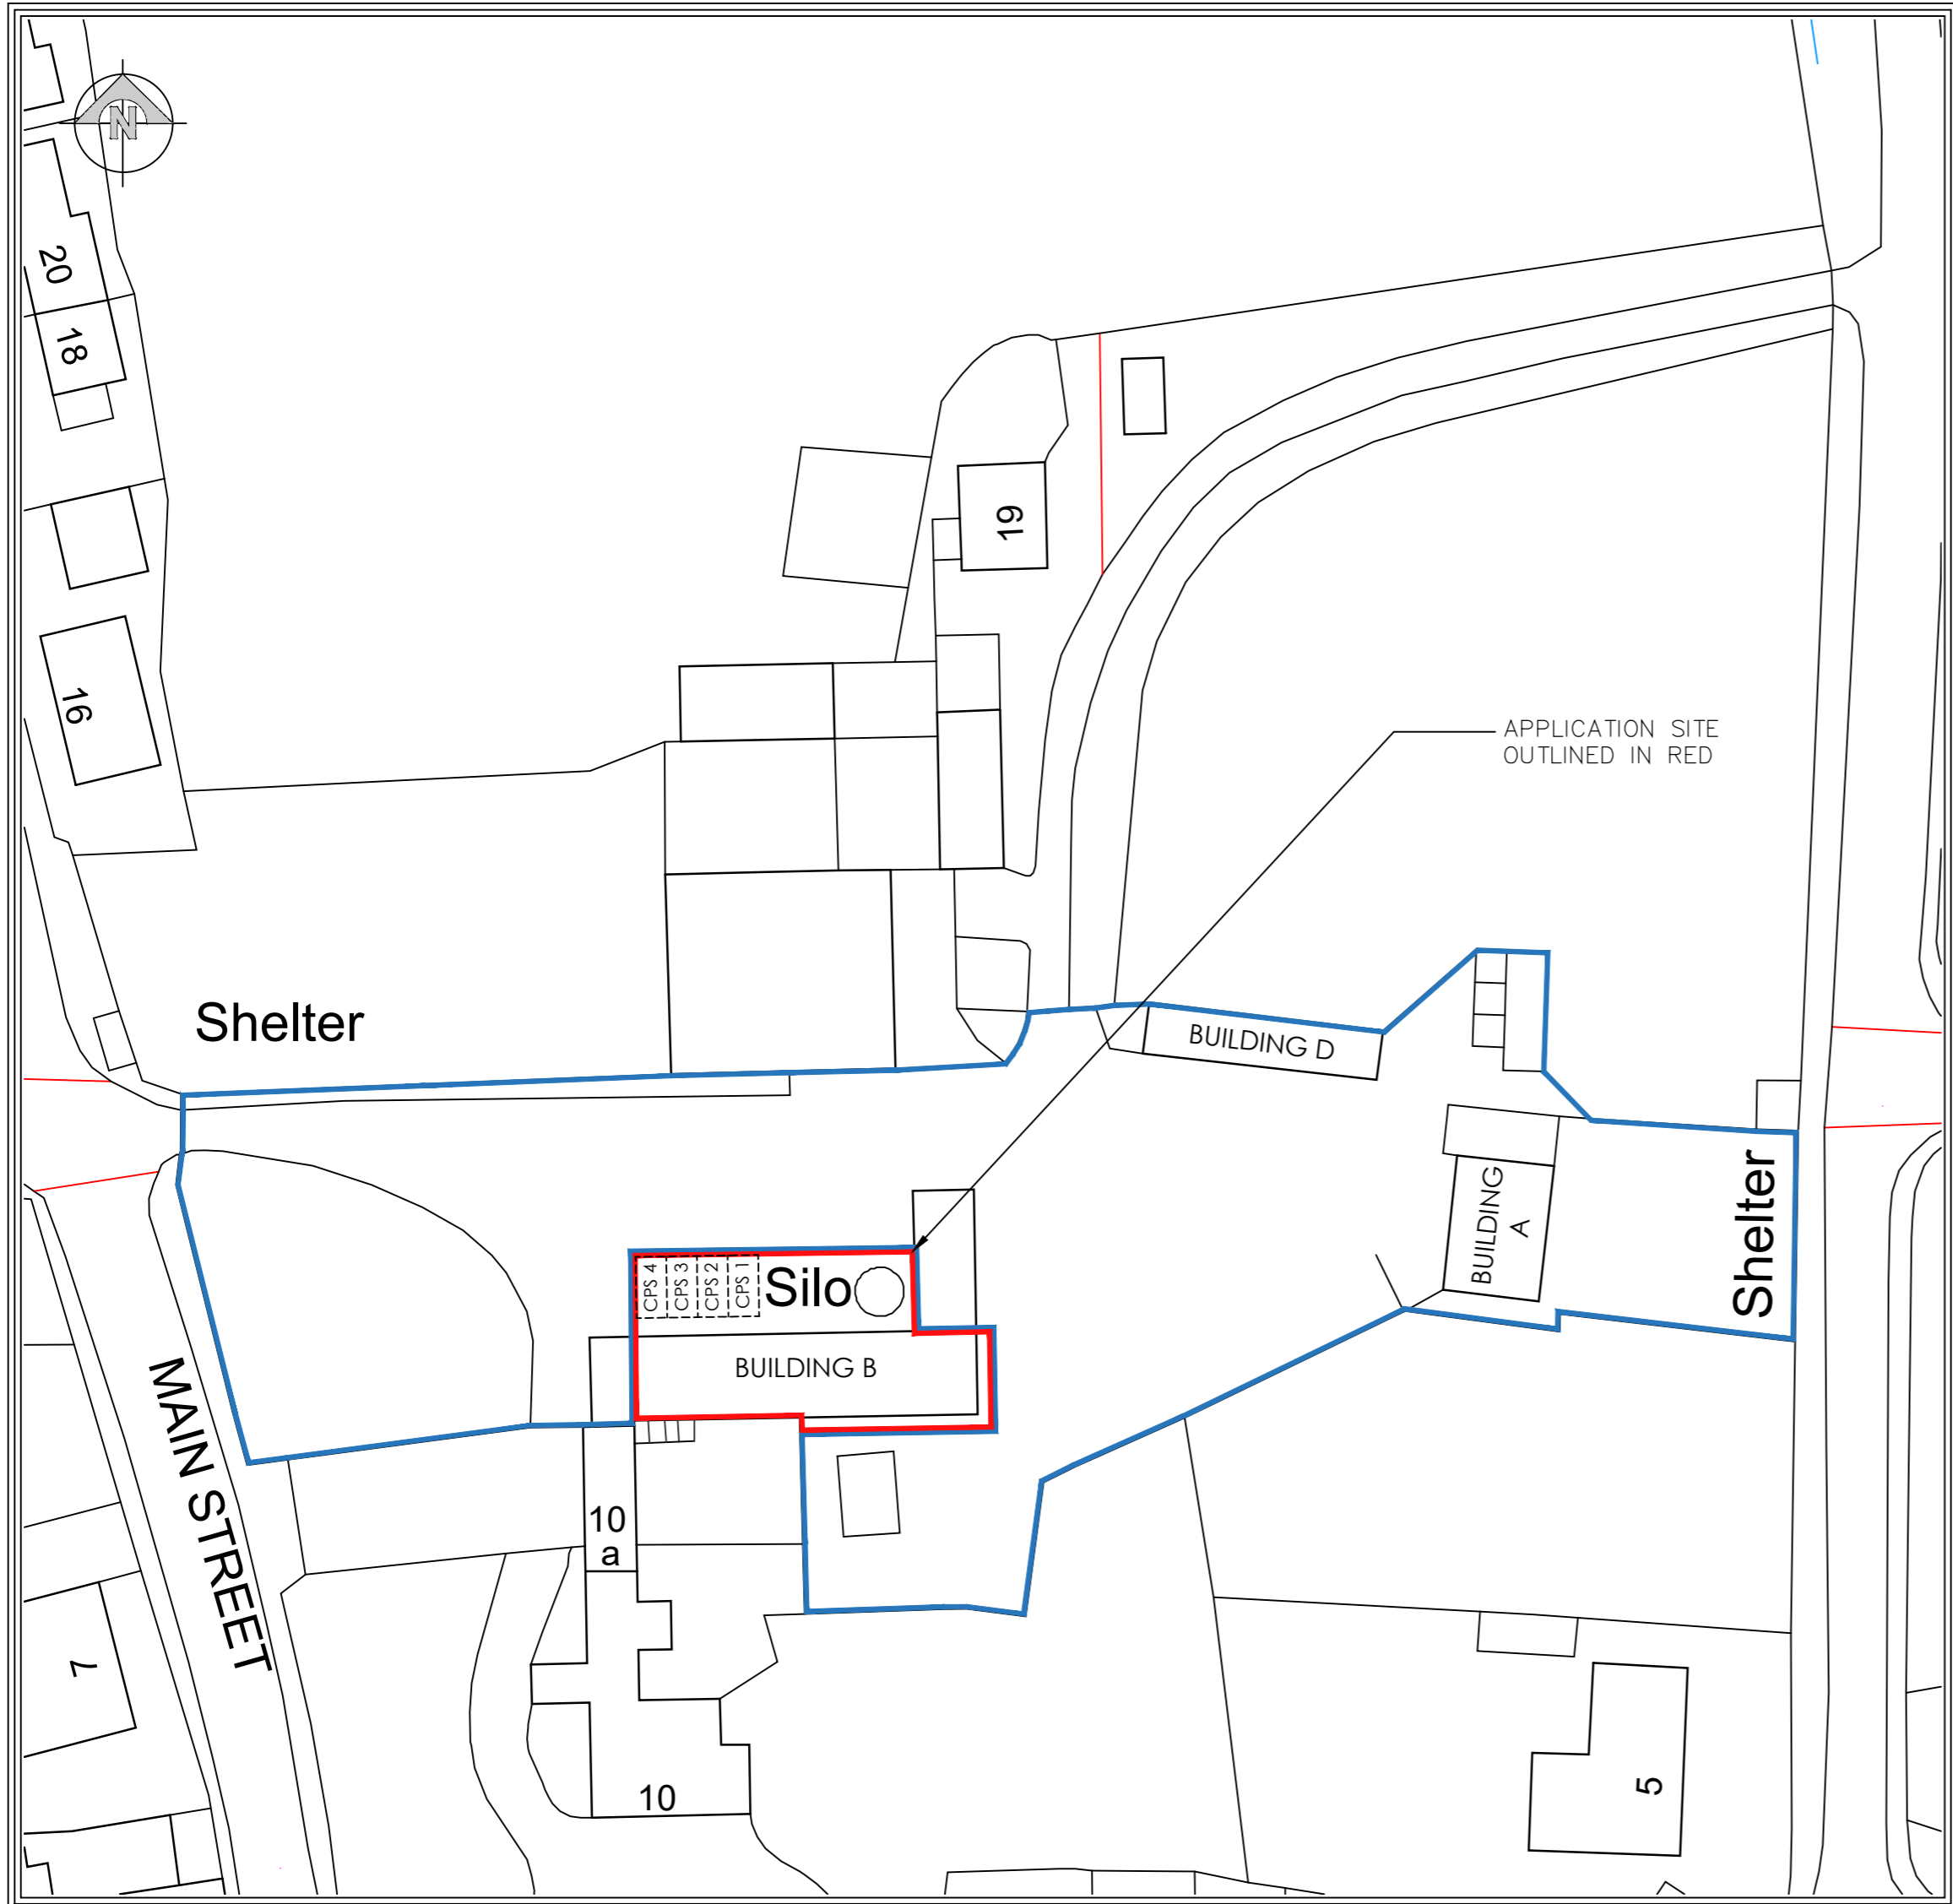 N
20
18
19
16
APPLICATION SITE
OUTLINED IN RED
Shelter
BUILDING D
BUILDING
A
Shelter
CPS 4
CPS 3
CPS 2
CPS 1
Silo
BUILDING B
MAIN STREET
10
a
7
10
5